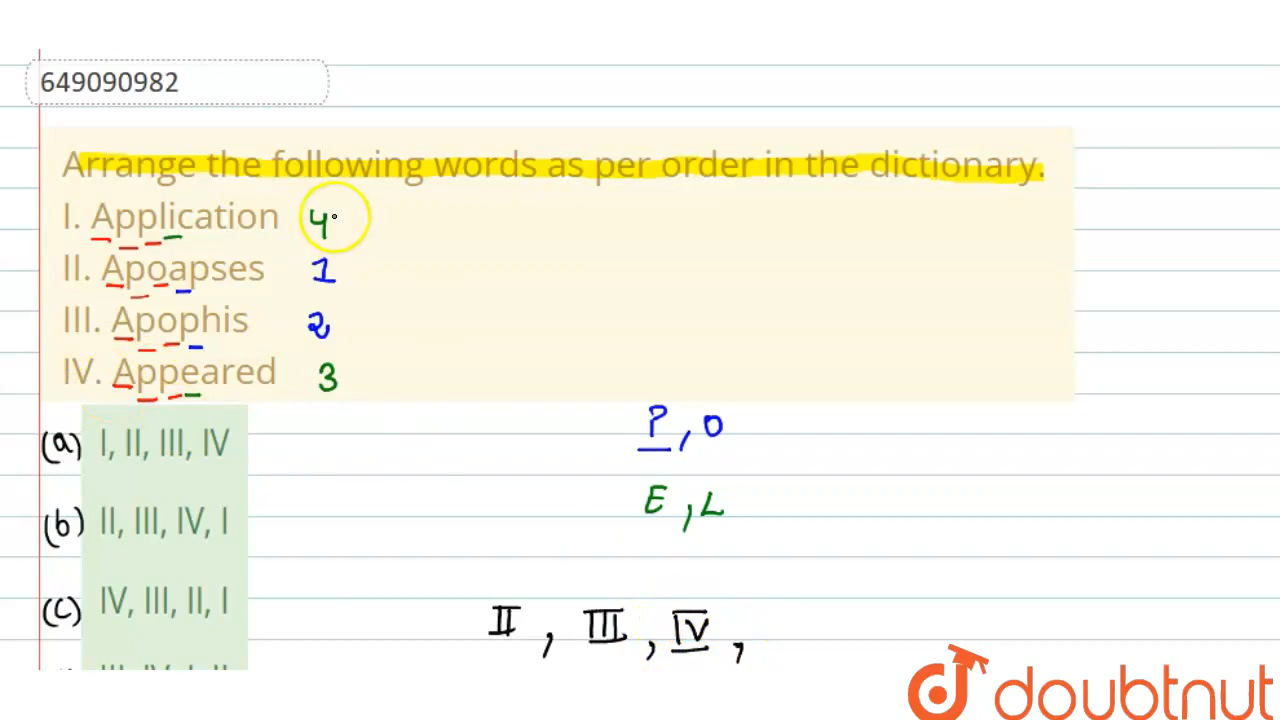 649090982
Arrange the following words as per order in the dictionary.
I. Application 4
II. Apoapses 1
III. Apophis 2
IV. Appeared 3
P, O
(a) I, II, III, IV
E, L
(b) II, III, IV, I
(c) IV, III, II, I
II, III, IV,
doubtnut